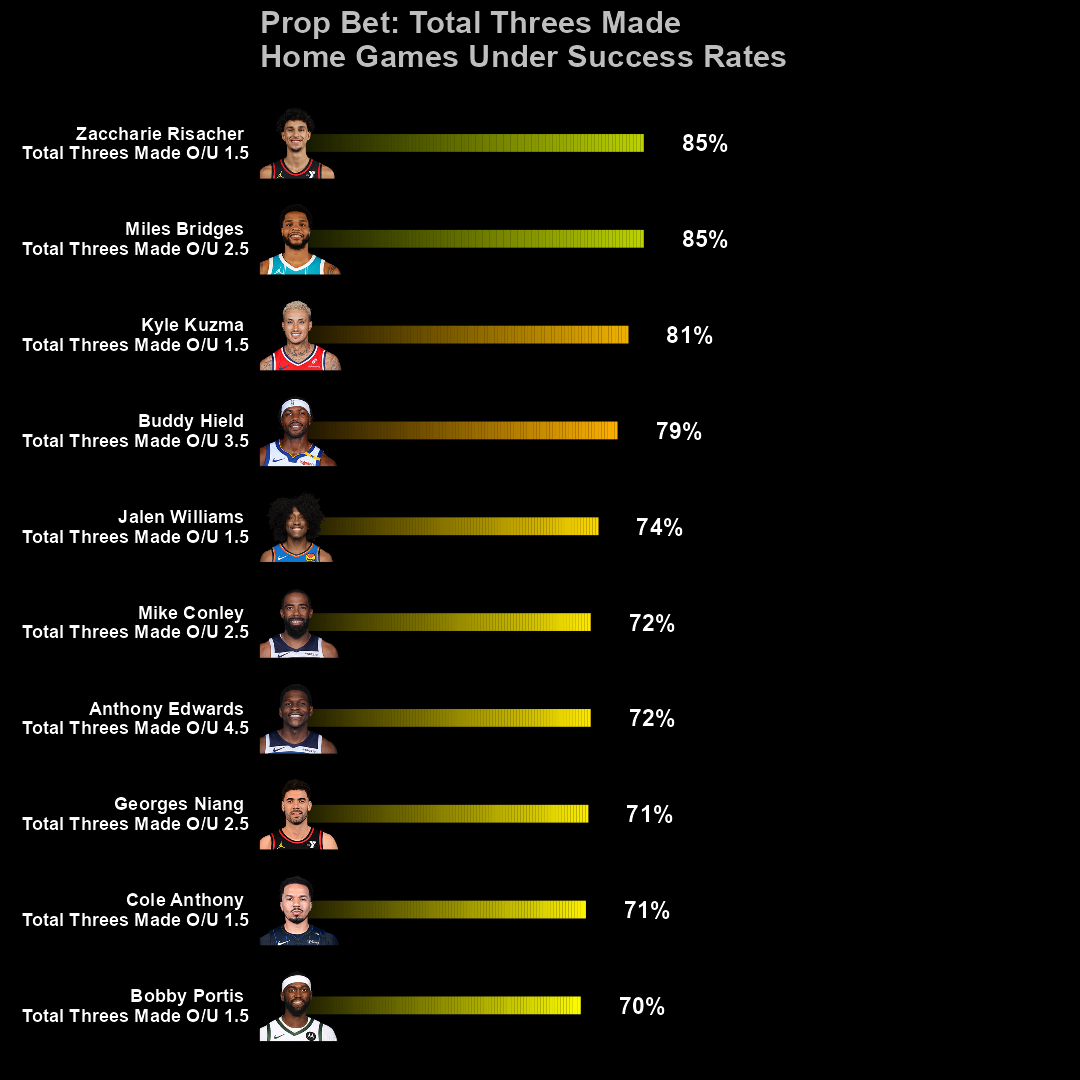 Prop Bet: Total Threes Made
Home Games Under Success Rates
Zaccharie Risacher
Total Threes Made O/U 1.5
85%
Miles Bridges
Total Threes Made O/U 2.5
85%
Kyle Kuzma
Total Threes Made O/U 1.5
81%
Buddy Hield
Total Threes Made O/U 3.5
79%
Jalen Williams
Total Threes Made O/U 1.5
74%
Mike Conley
Total Threes Made O/U 2.5
72%
Anthony Edwards
Total Threes Made O/U 4.5
72%
Georges Niang
Total Threes Made O/U 2.5
71%
Cole Anthony
Total Threes Made O/U 1.5
71%
Bobby Portis
Total Threes Made O/U 1.5
70%